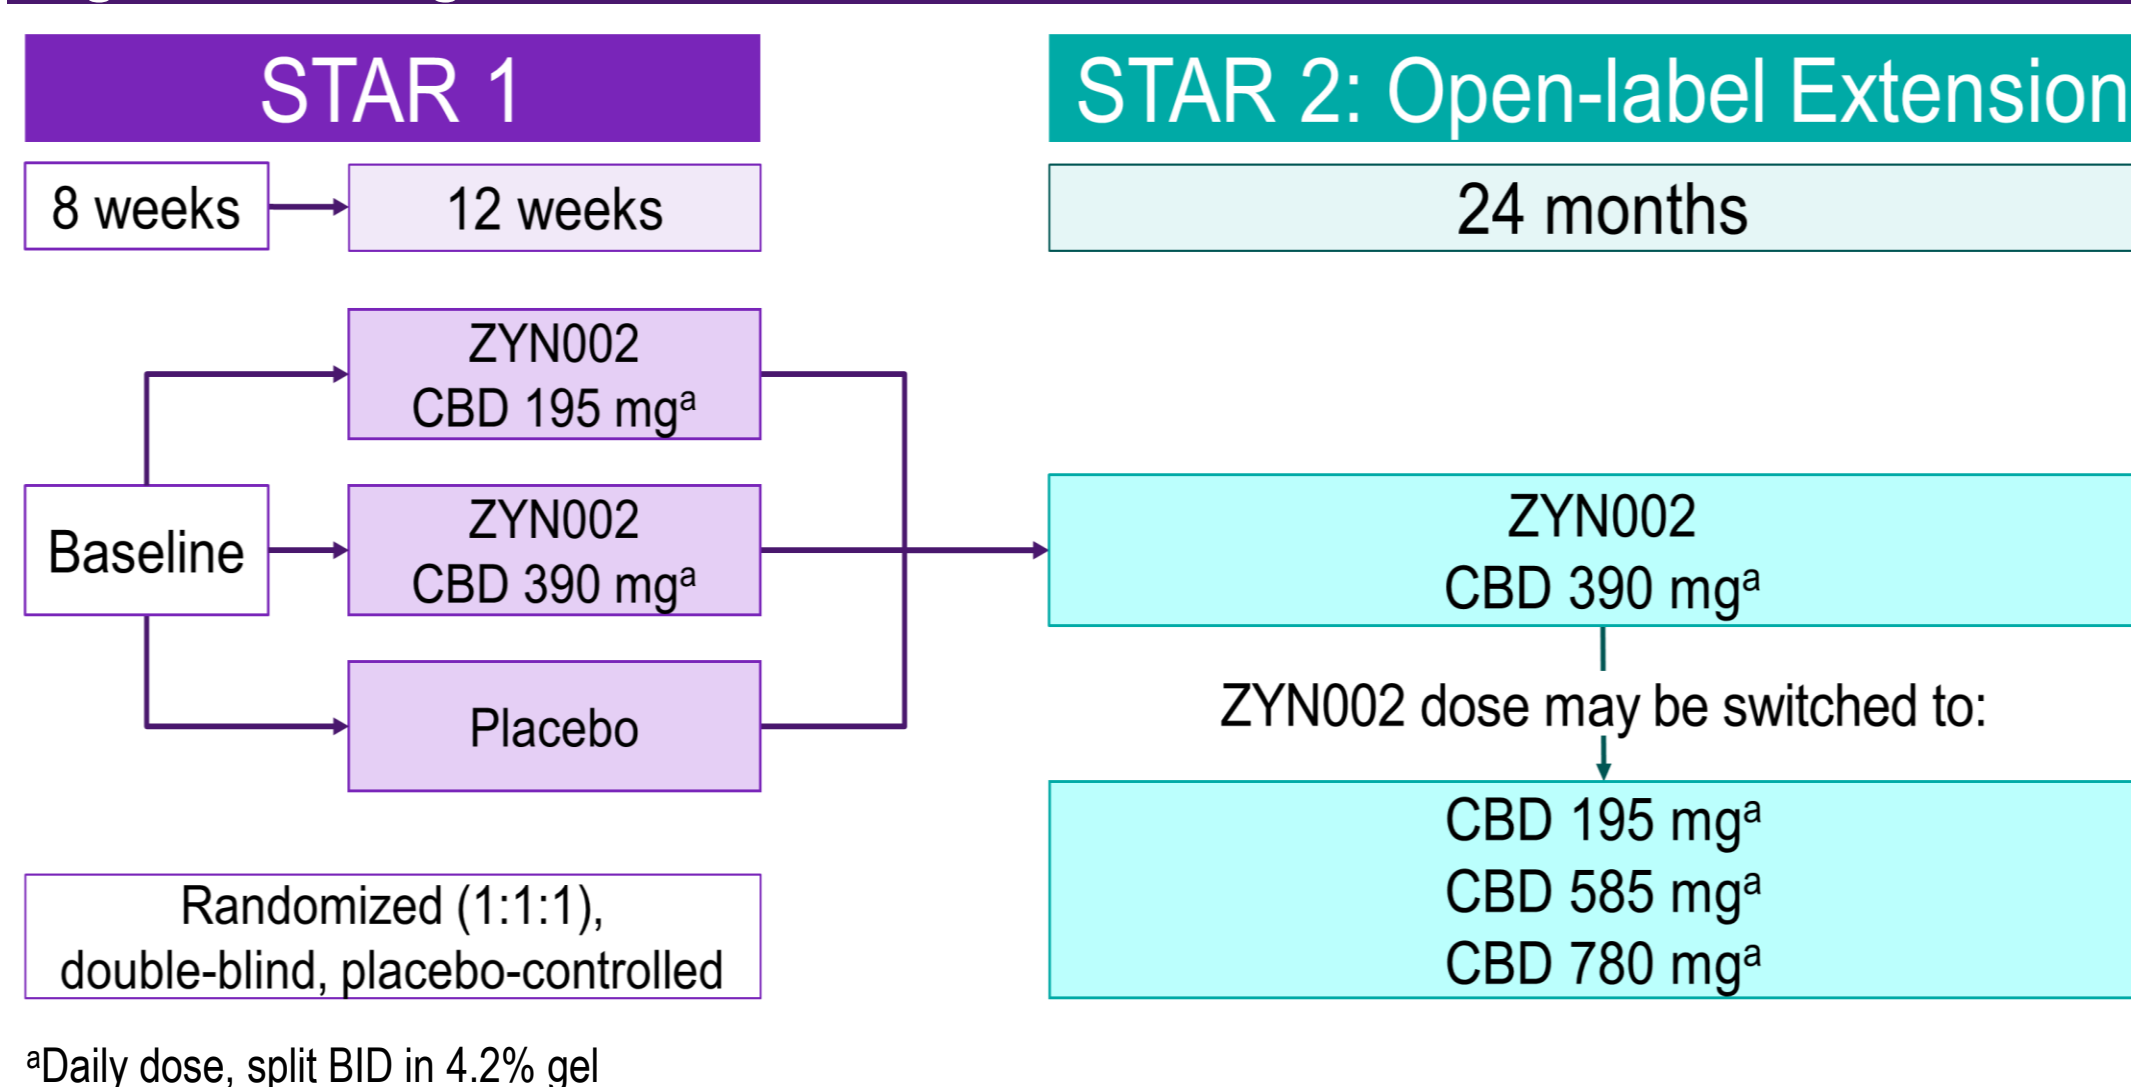 STAR 1
STAR 2: Open-label Extension
8 weeks
12 weeks
24 months
ZYN002
CBD 195 mgᵃ
Baseline
ZYN002
CBD 390 mgᵃ
Placebo
ZYN002
CBD 390 mgᵃ
ZYN002 dose may be switched to:
CBD 195 mgᵃ
CBD 585 mgᵃ
CBD 780 mgᵃ
Randomized (1:1:1),
double-blind, placebo-controlled
ᵃDaily dose, split BID in 4.2% gel